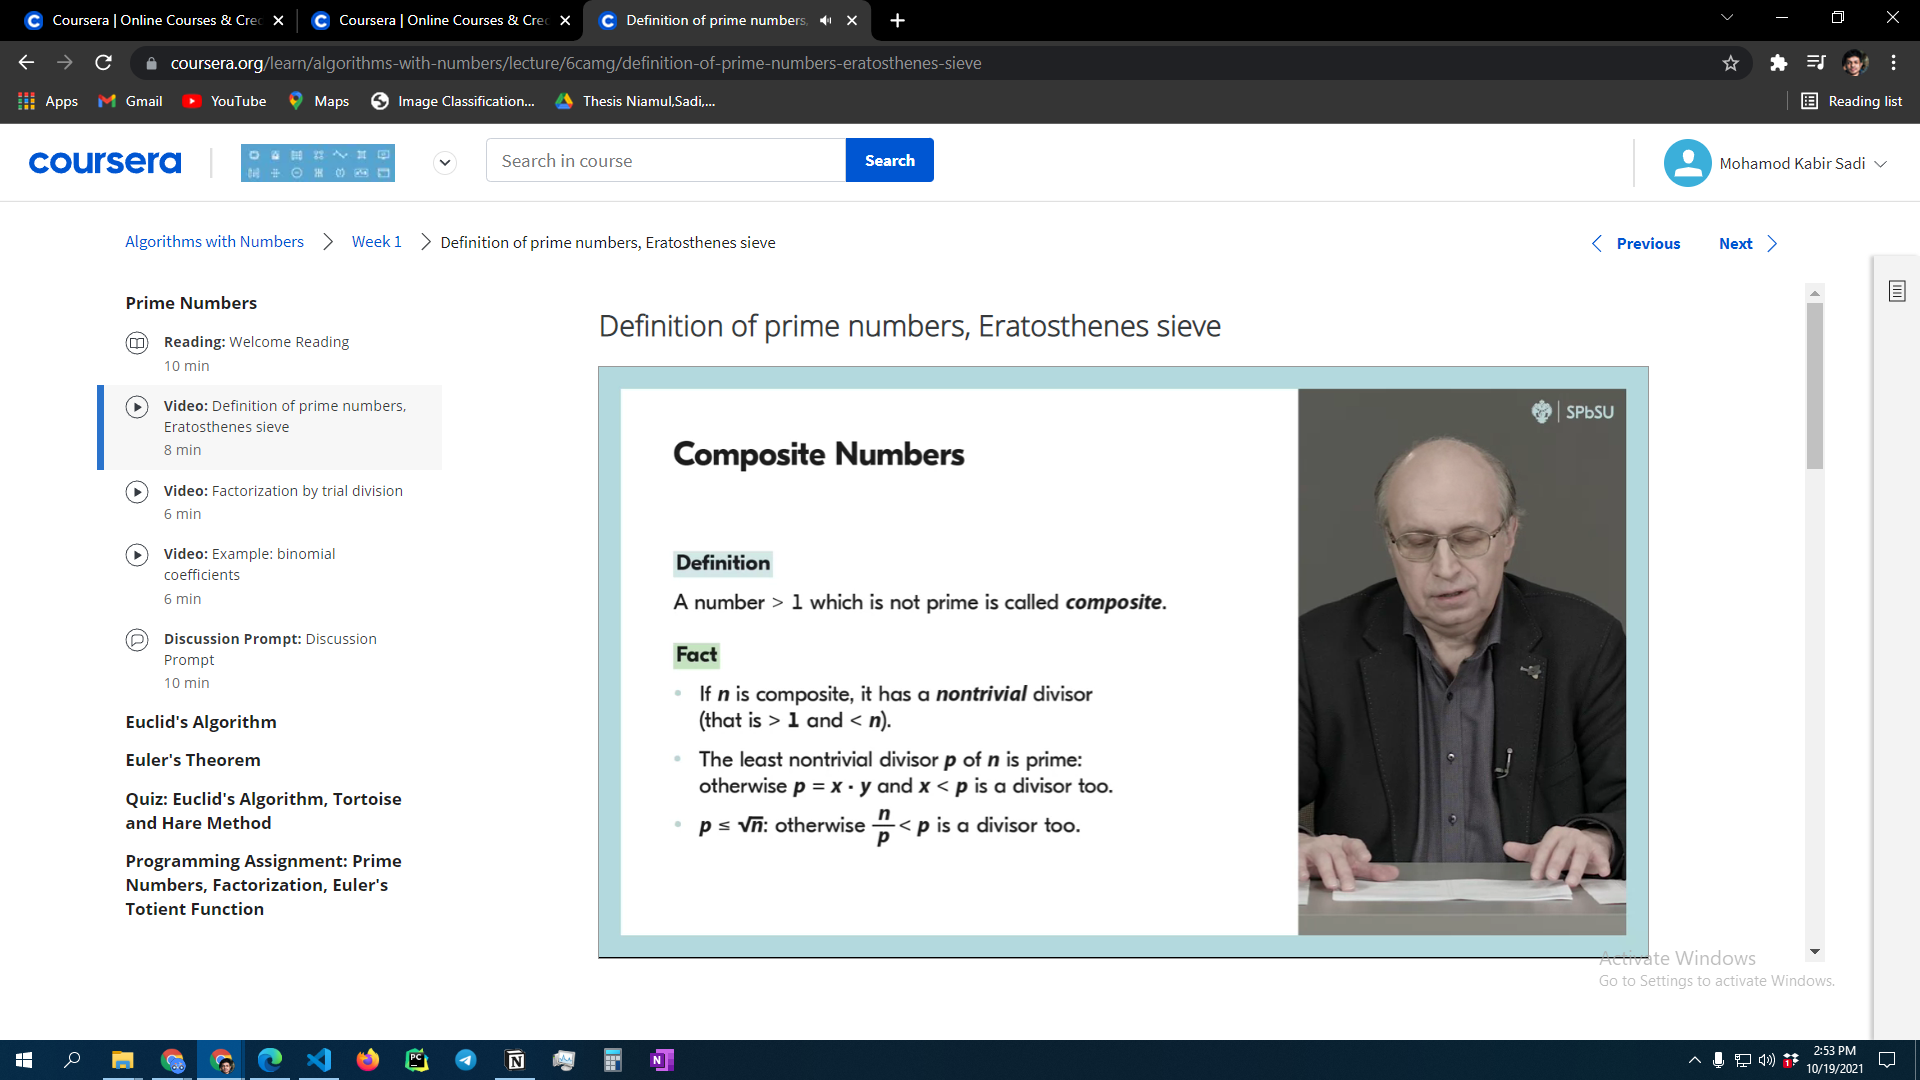 Coursera | Online Courses & Cre
Coursera | Online Courses & Cre
Definition of prime numbers,
coursera.org/learn/algorithms-with-numbers/lecture/6camg/definition-of-prime-numbers-eratosthenes-sieve
Apps
Gmail
YouTube
Maps
Image Classification...
Thesis Niamul,Sadi,...
Reading list
coursera
Search in course
Search
Mohamod Kabir Sadi
Algorithms with Numbers
Week 1
Definition of prime numbers, Eratosthenes sieve
Previous
Next
Prime Numbers
Reading: Welcome Reading
10 min
Video: Definition of prime numbers,
Eratosthenes sieve
8 min
Video: Factorization by trial division
6 min
Video: Example: binomial
coefficients
6 min
Discussion Prompt: Discussion
Prompt
10 min
Euclid's Algorithm
Euler's Theorem
Quiz: Euclid's Algorithm, Tortoise
and Hare Method
Programming Assignment: Prime
Numbers, Factorization, Euler's
Totient Function
Definition of prime numbers, Eratosthenes sieve
SPbSU
Composite Numbers
Definition
A number > 1 which is not prime is called composite.
Fact
• If n is composite, it has a nontrivial divisor
(that is > 1 and < n).
• The least nontrivial divisor p of n is prime:
otherwise p = x · y and x < p is a divisor too.
• p ≤ √n: otherwise n/p < p is a divisor too.
Activate Windows
Go to Settings to activate Windows.
2:53 PM
10/19/2021